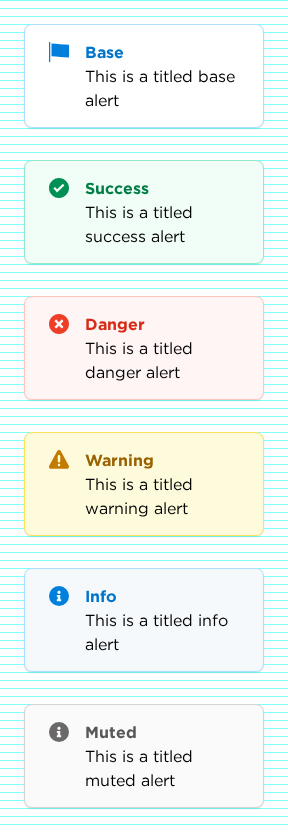 Base
This is a titled base
alert
Success
This is a titled
success alert
Danger
This is a titled
danger alert
Warning
This is a titled
warning alert
Info
This is a titled info
alert
Muted
This is a titled
muted alert